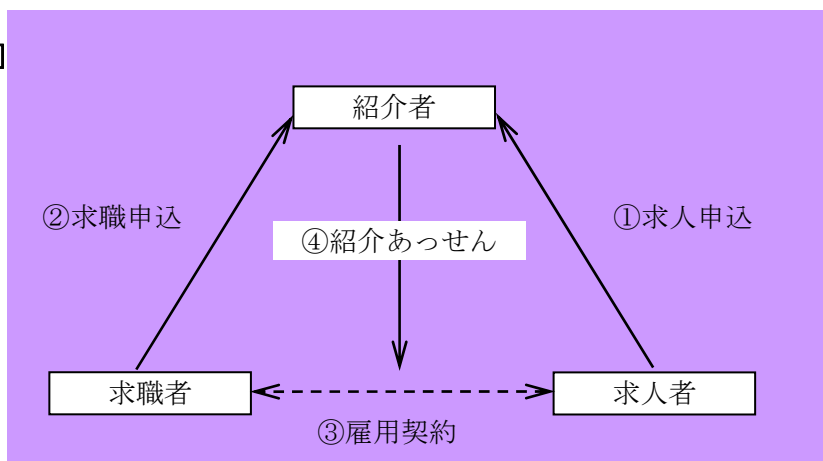 紹介者
②求職申込
①求人申込
④紹介あっせん
求職者
求人者
③雇用契約